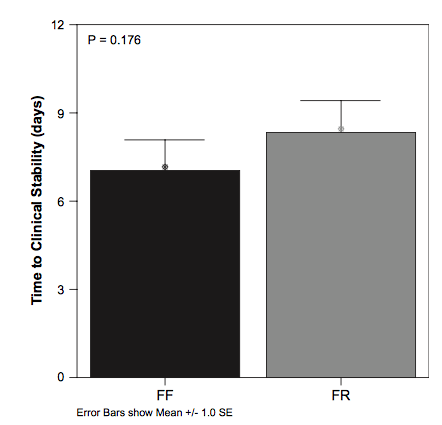 12
P = 0.176
9
6
3
0
Time to Clinical Stability (days)
FF
FR
Error Bars show Mean +/- 1.0 SE